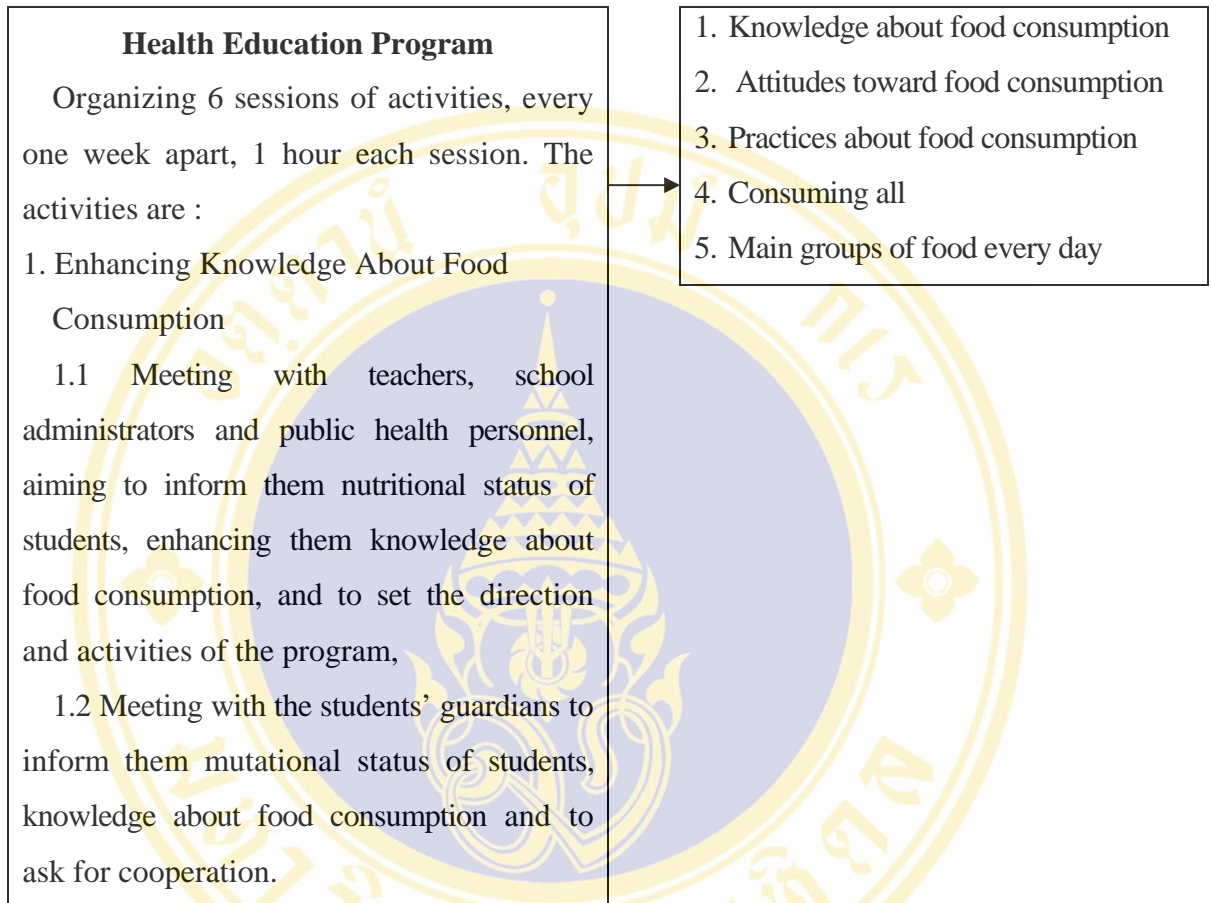 Health Education Program
Organizing 6 sessions of activities, every
one week apart, 1 hour each session. The
activities are :
1. Enhancing Knowledge About Food
Consumption
1.1 Meeting with teachers, school
administrators and public health personnel,
aiming to inform them nutritional status of
students, enhancing them knowledge about
food consumption, and to set the direction
and activities of the program,
1.2 Meeting with the students’ guardians to
inform them mutational status of students,
knowledge about food consumption and to
ask for cooperation.
1. Knowledge about food consumption
2. Attitudes toward food consumption
3. Practices about food consumption
4. Consuming all
5. Main groups of food every day